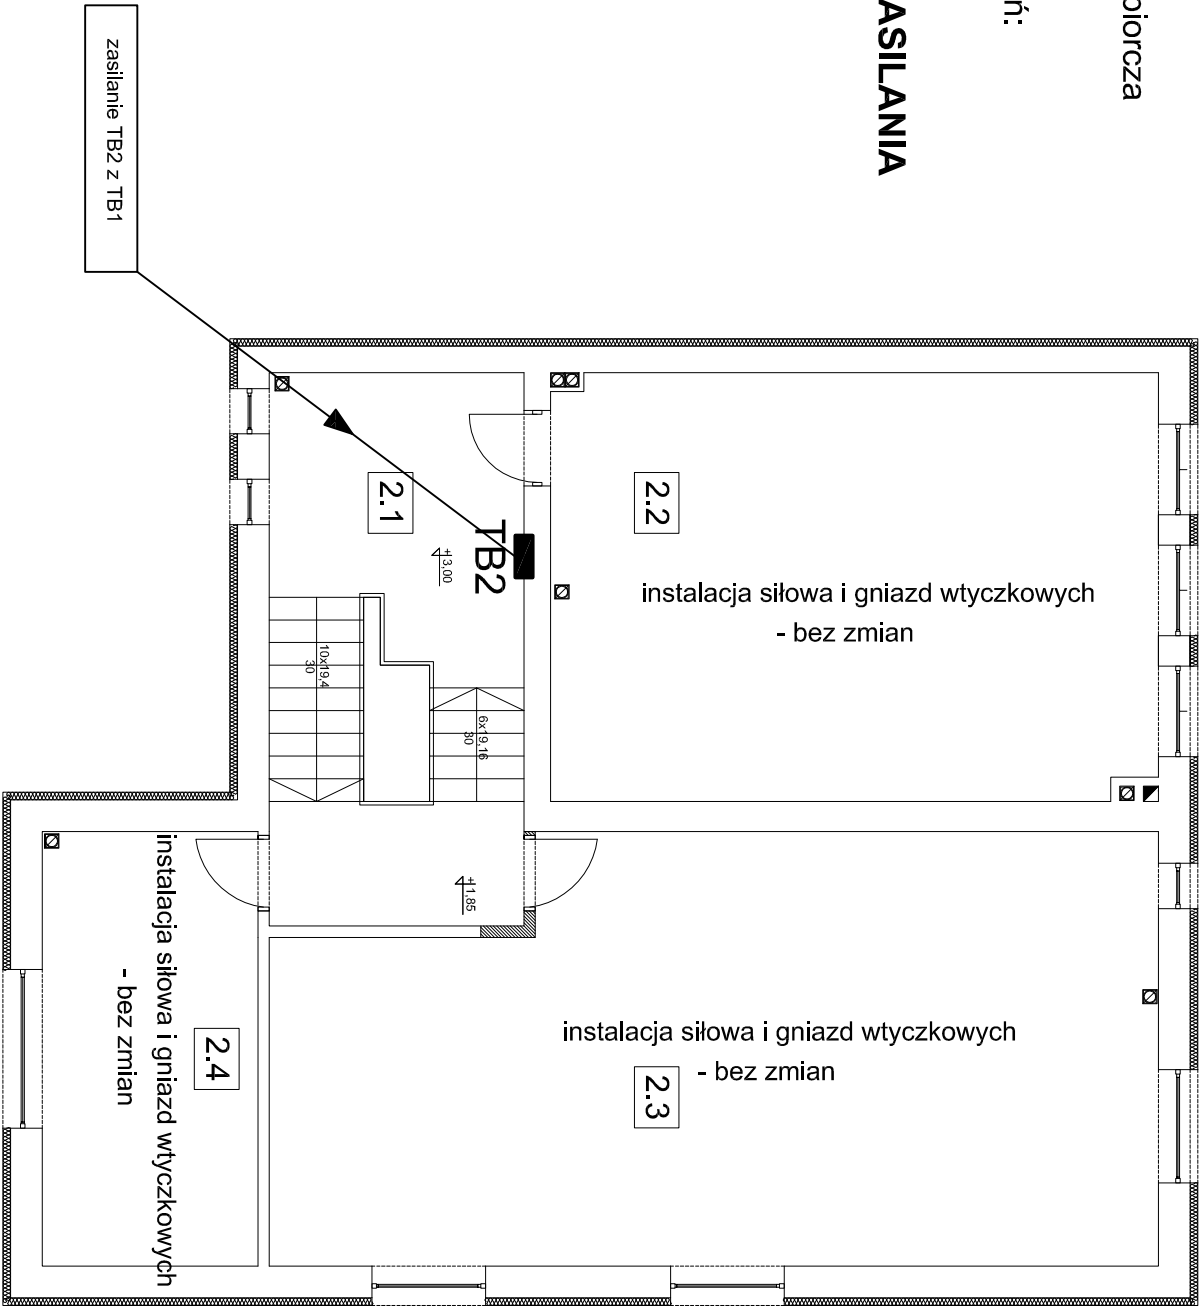 biorcza
ń:
ASILANIA
zasilanie TB2 z TB1
2.1
2.2
TB2
+3,00
instalacja siłowa i gniazd wtyczkowych
- bez zmian
10x19,4
30
6x19,16
30
+1,85
instalacja siłowa i gniazd wtyczkowych
- bez zmian
2.3
2.4
instalacja siłowa i gniazd wtyczkowych
- bez zmian